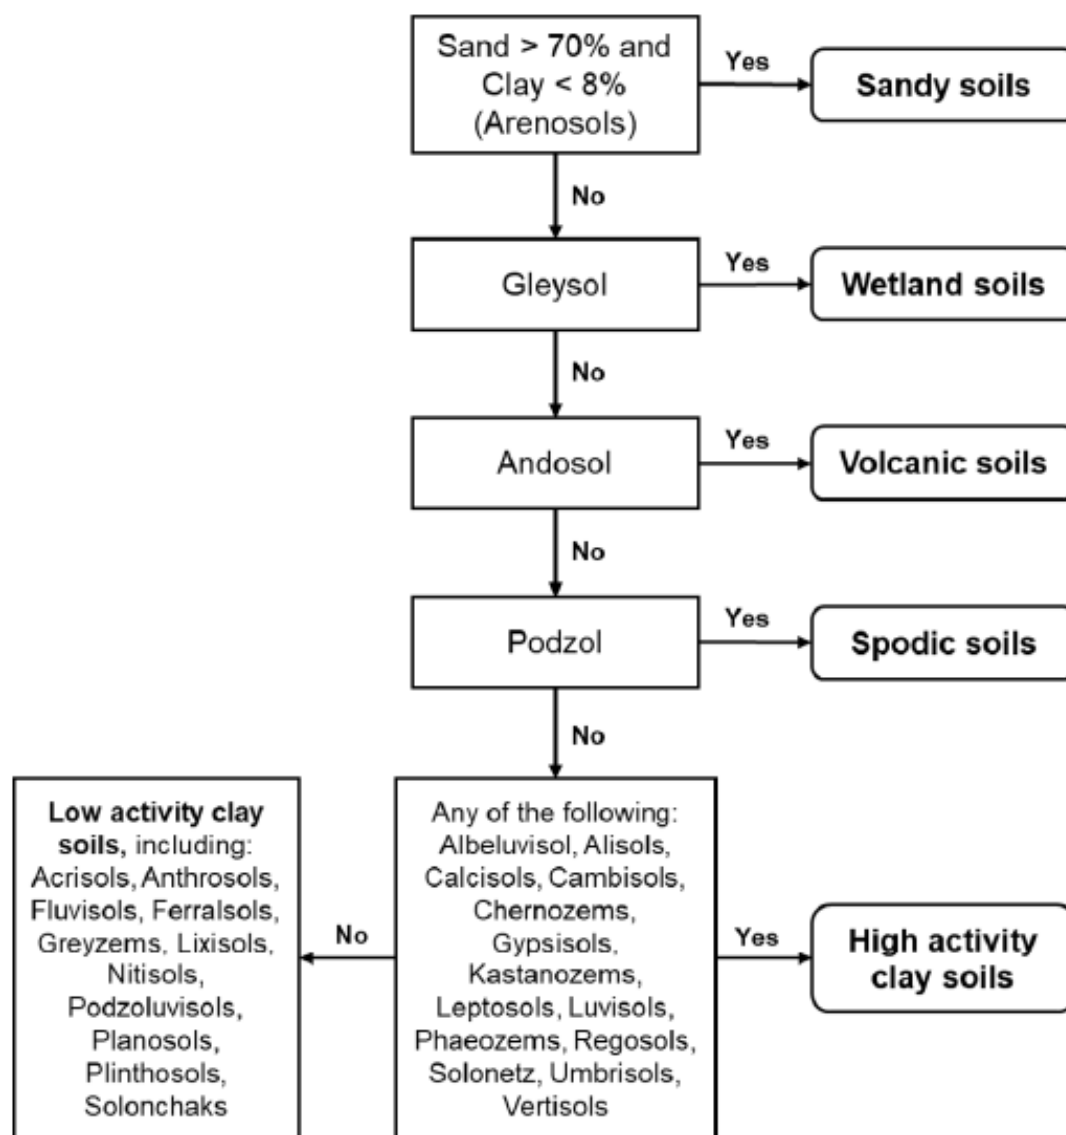 Sand > 70% and
Clay < 8%
(Arenosols)
Yes
Sandy soils
No
Gleysol
Yes
Wetland soils
No
Andosol
Yes
Volcanic soils
No
Podzol
Yes
Spodic soils
No
Low activity clay
soils, including:
Acrisols, Anthrosols,
Fluvisols, Ferralsols,
Greyzems, Lixisols,
Nitisols,
Podzoluvisols,
Planosols,
Plinthosols,
Solonchaks
No
Any of the following:
Albeluvisol, Alisols,
Calcisols, Cambisols,
Chernozems,
Gypsisols,
Kastanozems,
Leptosols, Luvisols,
Phaeozems, Regosols,
Solonetz, Umbrisols,
Vertisols
Yes
High activity
clay soils